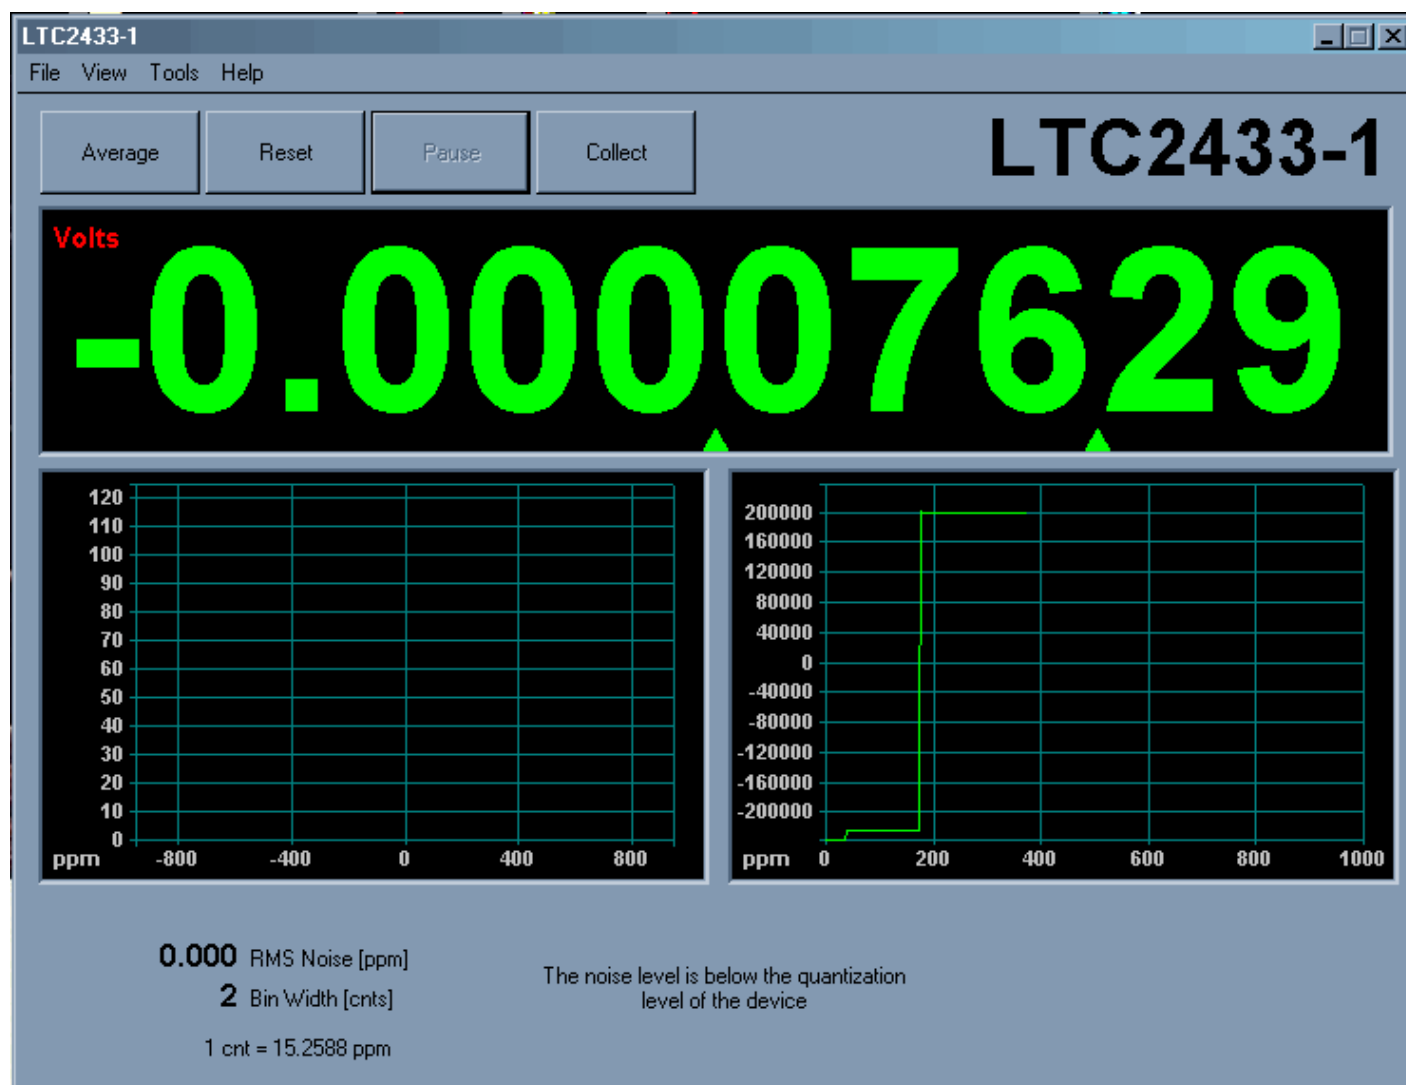 LTC2433-1
File View Tools Help
Average Reset Pause Collect
LTC2433-1
Volts
-0.00007629
120
110
100
90
80
70
60
50
40
30
20
10
0
ppm -800 -400 0 400 800
200000
160000
120000
80000
40000
0
-40000
-80000
-120000
-160000
-200000
ppm 0 200 400 600 800 1000
0.000 RMS Noise [ppm]
2 Bin Width [cnts]
1 cnt = 15.2588 ppm
The noise level is below the quantization
level of the device